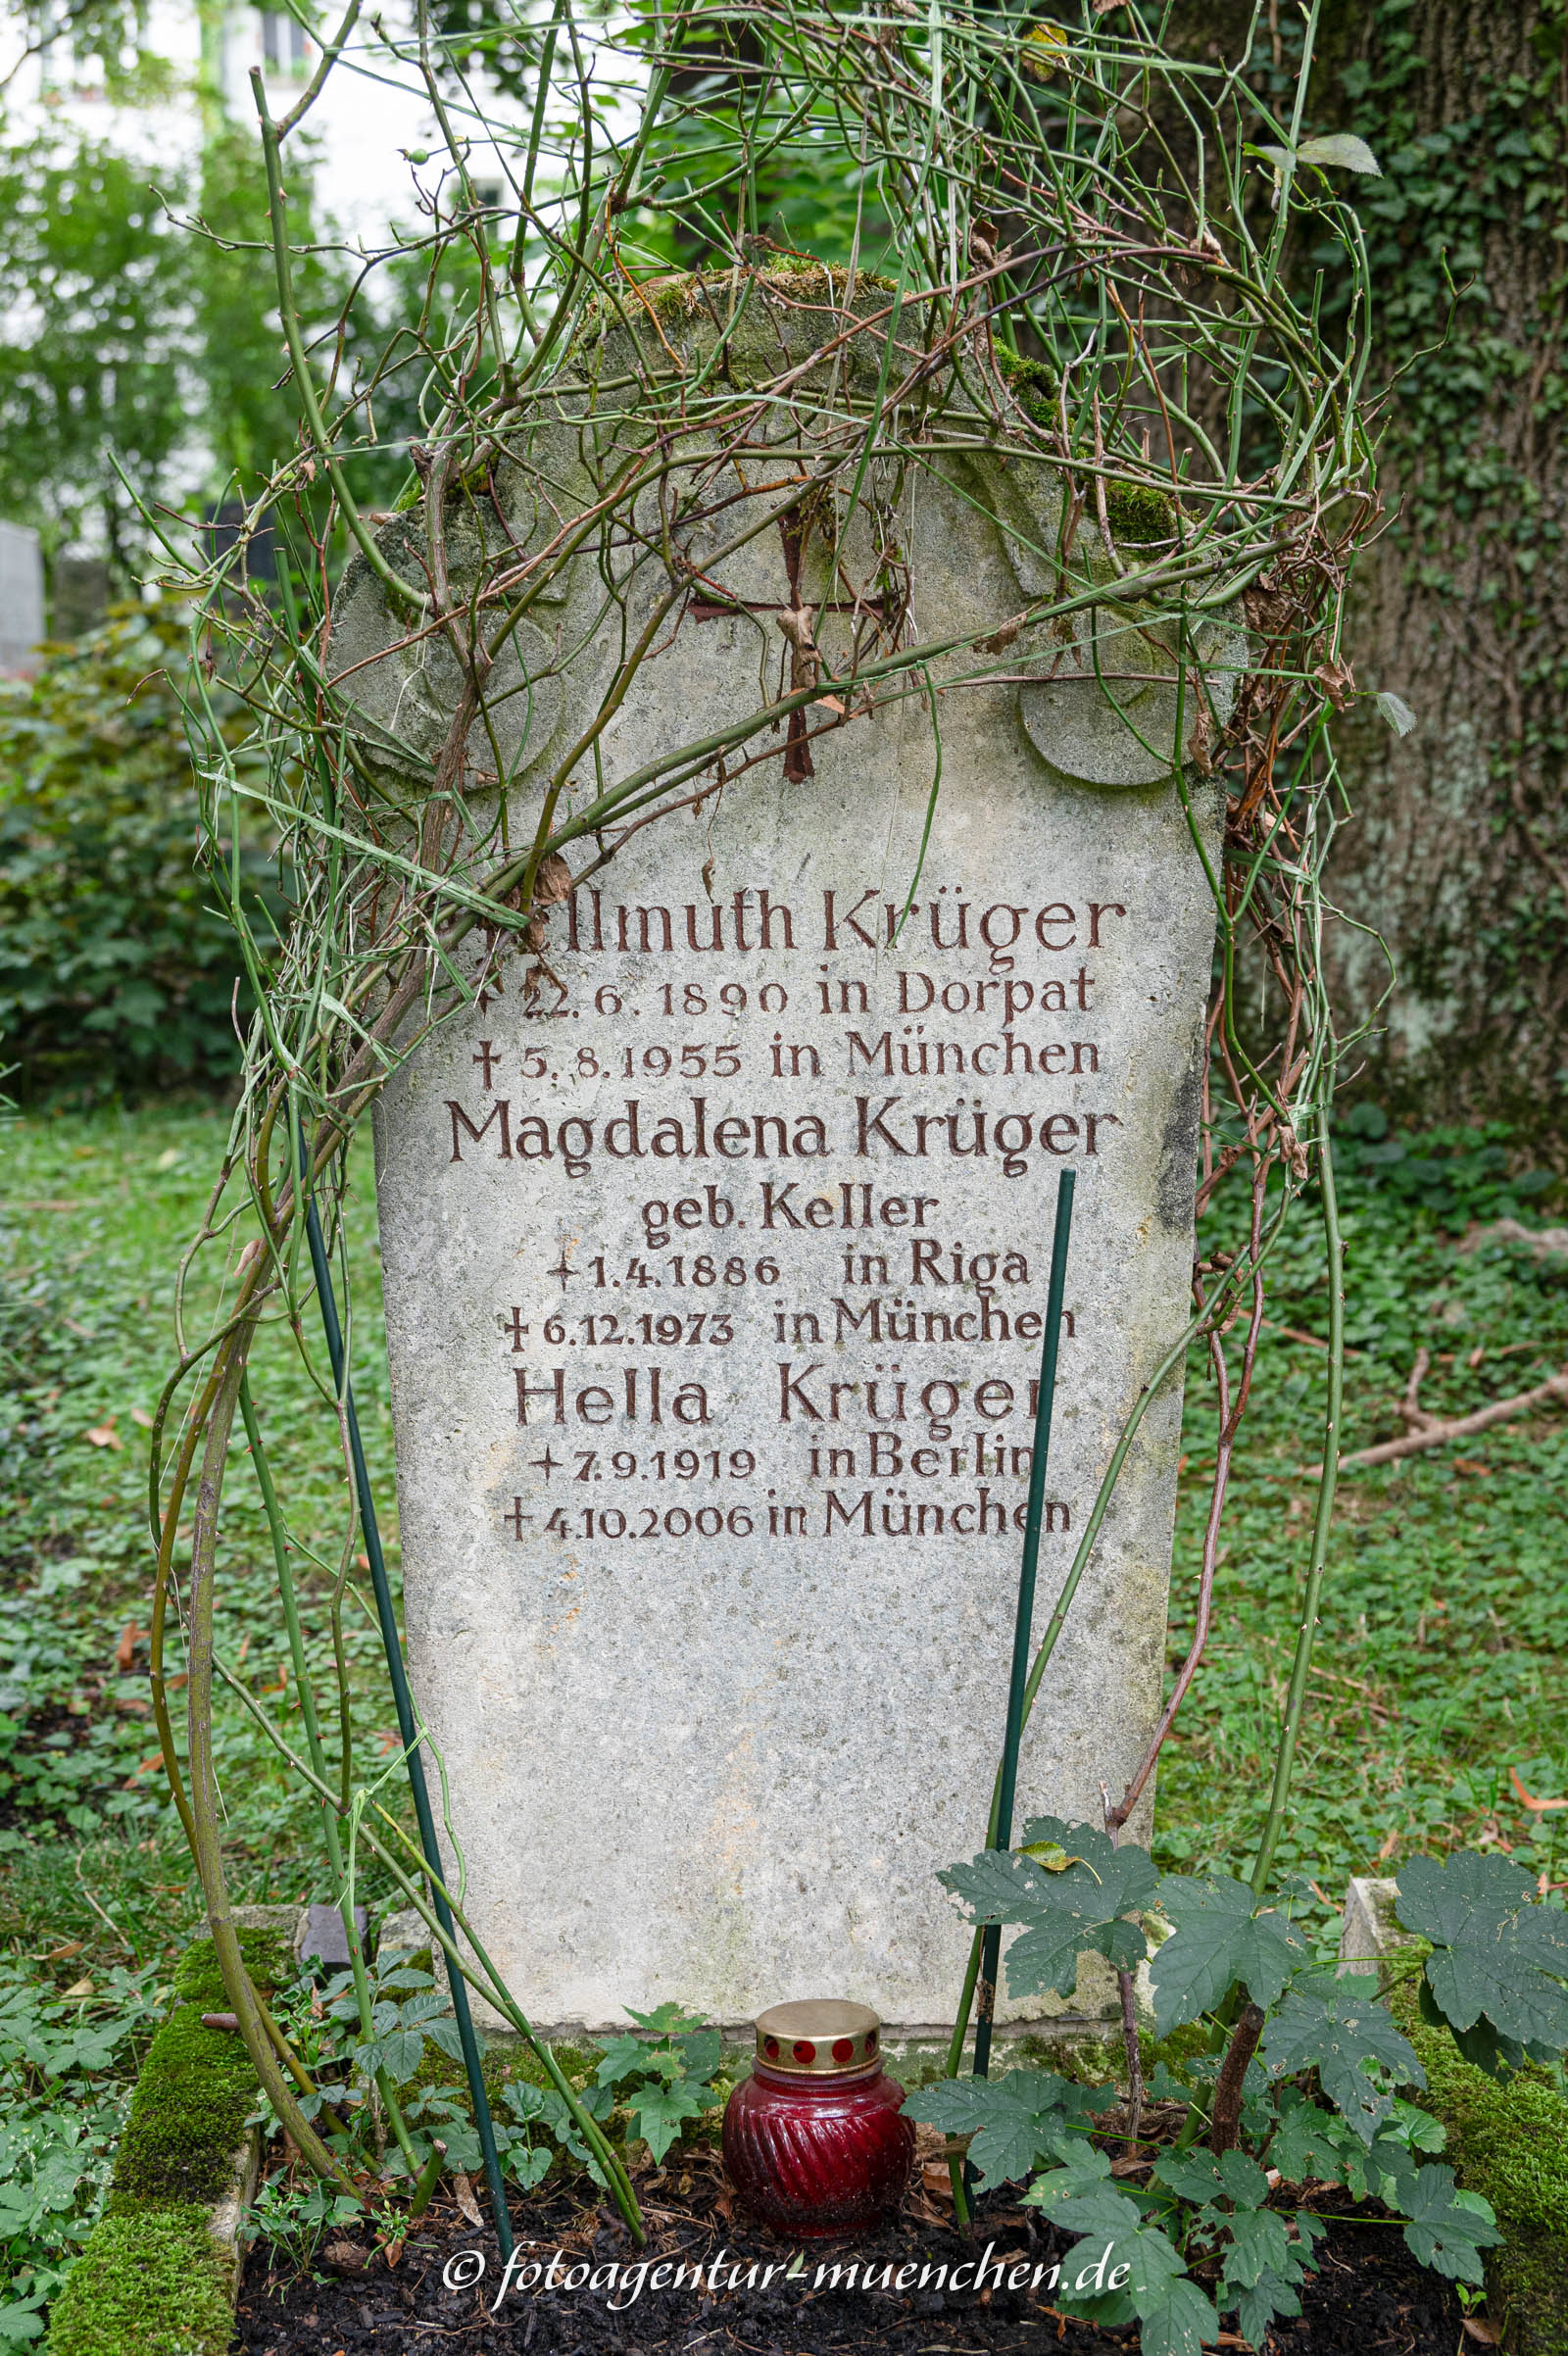 Hellmuth Krüger
22.6.1890 in Dorpat
† 5.8.1955 in München
Magdalena Krüger
geb. Keller
+ 1.4.1886 in Riga
† 6.12.1973 in München
Hella Krüger
+ 7.9.1919 in Berlin
† 4.10.2006 in München
© fotoagentur-muenchen.de